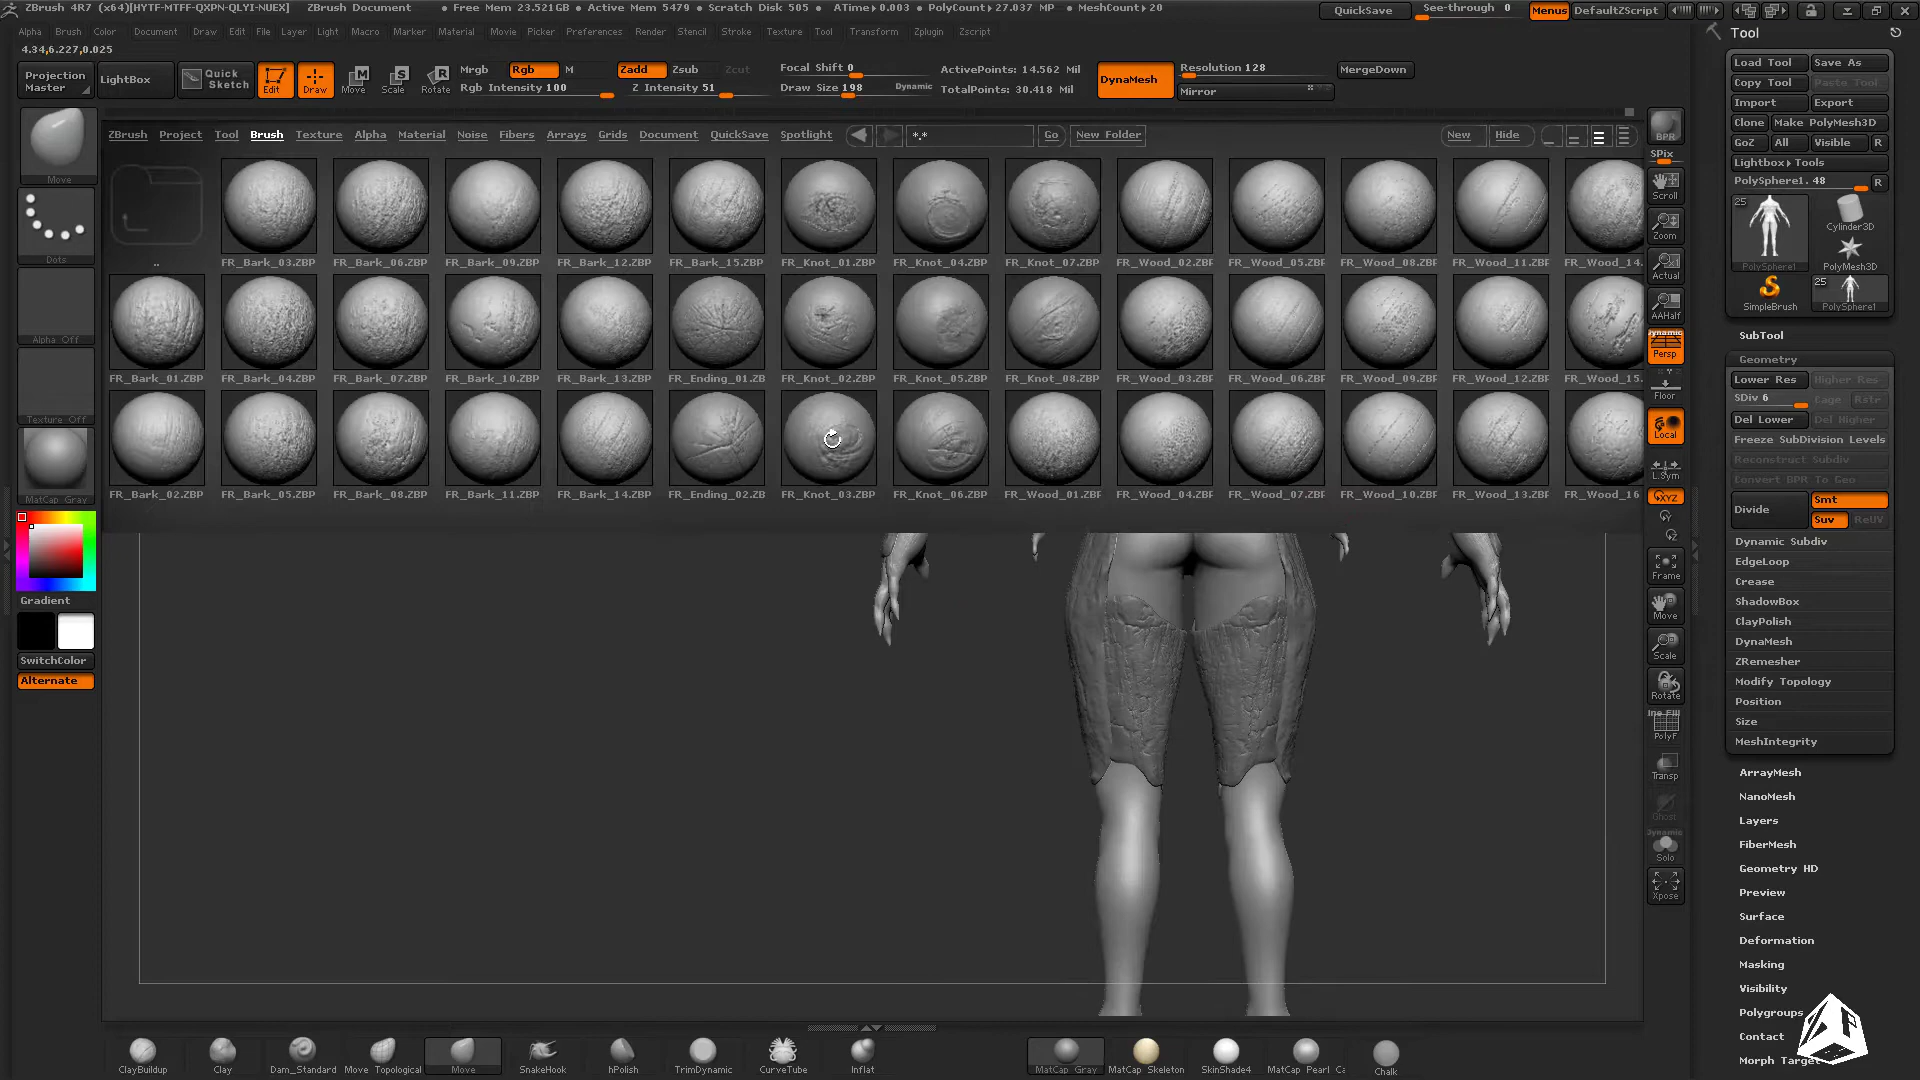 ZBrush 4R7 (x64)[HYTF-MTFF-QXPN-QLYI-NUEX] ZBrush Document • Free Mem 23.521GB • Active Mem 5479 • Scratch Disk 505 • ATime▸0.003 • PolyCount▸27.037 MP • MeshCount▸20 QuickSave See-through 0 Menus DefaultZScript
Alpha Brush Color Document Draw Edit File Layer Light Macro Marker Material Movie Picker Preferences Render Stencil Stroke Texture Tool Transform Zplugin Zscript
4.34,6.227,0.025
Projection Master LightBox Quick Sketch Edit Draw Move Scale Rotate
Mrgb Rgb M Zadd Zsub Zcut
Rgb Intensity 100 Z Intensity 51
Focal Shift 0 ActivePoints: 14.562 Mil
Draw Size 198 Dynamic TotalPoints: 30.418 Mil
DynaMesh Resolution 128 MergeDown
Mirror
ZBrush Project Tool Brush Texture Alpha Material Noise Fibers Arrays Grids Document QuickSave Spotlight *.* Go New Folder New Hide
.. FR_Bark_03.ZBP FR_Bark_06.ZBP FR_Bark_09.ZBP FR_Bark_12.ZBP FR_Bark_15.ZBP FR_Knot_01.ZBP FR_Knot_04.ZBP FR_Knot_07.ZBP FR_Wood_02.ZBP FR_Wood_05.ZBP FR_Wood_08.ZBP FR_Wood_11.ZBP FR_Wood_14.
FR_Bark_01.ZBP FR_Bark_04.ZBP FR_Bark_07.ZBP FR_Bark_10.ZBP FR_Bark_13.ZBP FR_Ending_01.ZB FR_Knot_02.ZBP FR_Knot_05.ZBP FR_Knot_08.ZBP FR_Wood_03.ZBP FR_Wood_06.ZBP FR_Wood_09.ZBP FR_Wood_12.ZBP FR_Wood_15.
FR_Bark_02.ZBP FR_Bark_05.ZBP FR_Bark_08.ZBP FR_Bark_11.ZBP FR_Bark_14.ZBP FR_Ending_02.ZB FR_Knot_03.ZBP FR_Knot_06.ZBP FR_Wood_01.ZBP FR_Wood_04.ZBP FR_Wood_07.ZBP FR_Wood_10.ZBP FR_Wood_13.ZBP FR_Wood_16
Move
Dots
Alpha Off
Texture Off
MatCap Gray
Gradient
SwitchColor
Alternate
BPR
SPix
Scroll
Zoom
Actual
AAHalf
Dynamic
Persp
Floor
Local
L.Sym
XYZ
Frame
Move
Scale
Rotate
Line Fill
PolyF
Transp
Ghost
Dynamic
Solo
Xpose
Tool
Load Tool Save As
Copy Tool Paste Tool
Import Export
Clone Make PolyMesh3D
GoZ All Visible R
Lightbox▸Tools
PolySphere1. 48 R
25 Cylinder3D
PolySphere1 PolyMesh3D
25
SimpleBrush PolySphere1
SubTool
Geometry
Lower Res Higher Res
SDiv 6 Cage Rstr
Del Lower Del Higher
Freeze SubDivision Levels
Reconstruct Subdiv
Convert BPR To Geo
Divide Smt
Suv ReUV
Dynamic Subdiv
EdgeLoop
Crease
ShadowBox
ClayPolish
DynaMesh
ZRemesher
Modify Topology
Position
Size
MeshIntegrity
ArrayMesh
NanoMesh
Layers
FiberMesh
Geometry HD
Preview
Surface
Deformation
Masking
Visibility
Polygroups
Contact
Morph Target
ClayBuildup Clay Dam_Standard Move Topological Move SnakeHook hPolish TrimDynamic CurveTube Inflat MatCap Gray MatCap Skeleton SkinShade4 MatCap Pearl Ca Chalk